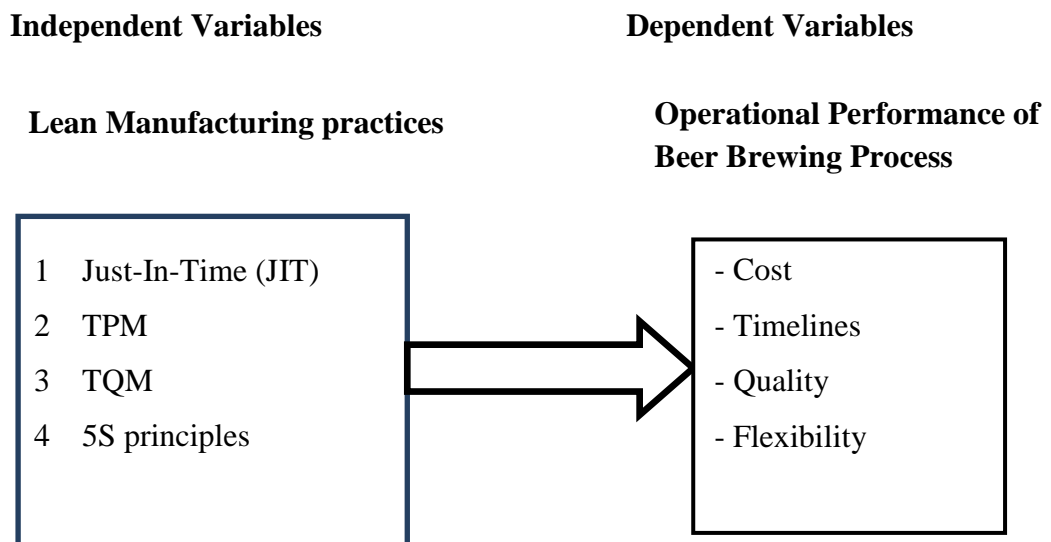 Independent Variables
Dependent Variables
Lean Manufacturing practices
Operational Performance of
Beer Brewing Process
1 Just-In-Time (JIT)
2 TPM
3 TQM
4 5S principles
- Cost
- Timelines
- Quality
- Flexibility